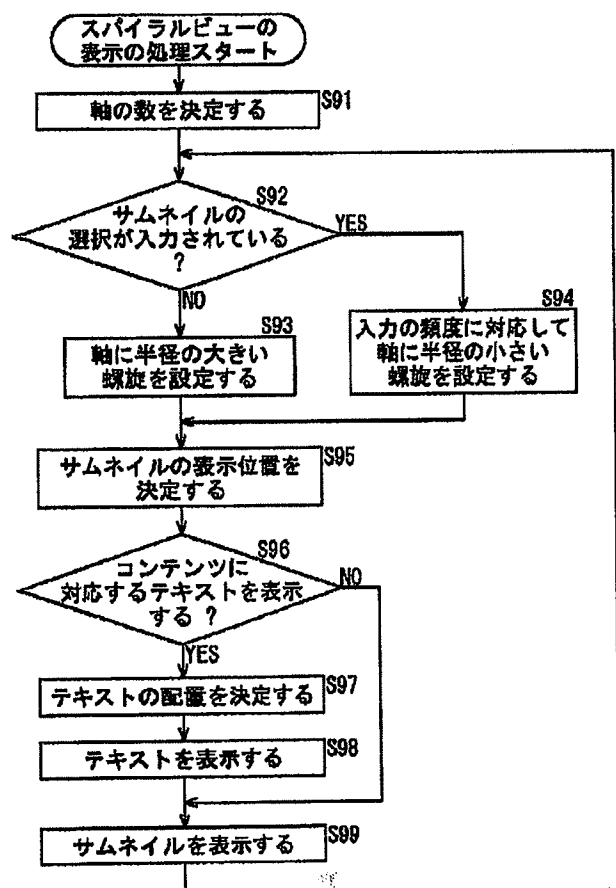 スパイラルビューの
表示の処理スタート
軸の数を決定する
S91
S92
サムネイルの
選択が入力されている
?
YES
NO
S93
軸に半径の大きい
螺旋を設定する
S94
入力の頻度に対応して
軸に半径の小さい
螺旋を設定する
サムネイルの表示位置を
決定する
S95
S96
コンテンツに
対応するテキストを表示
する ?
NO
YES
テキストの配置を決定する
S97
テキストを表示する
S98
サムネイルを表示する
S99